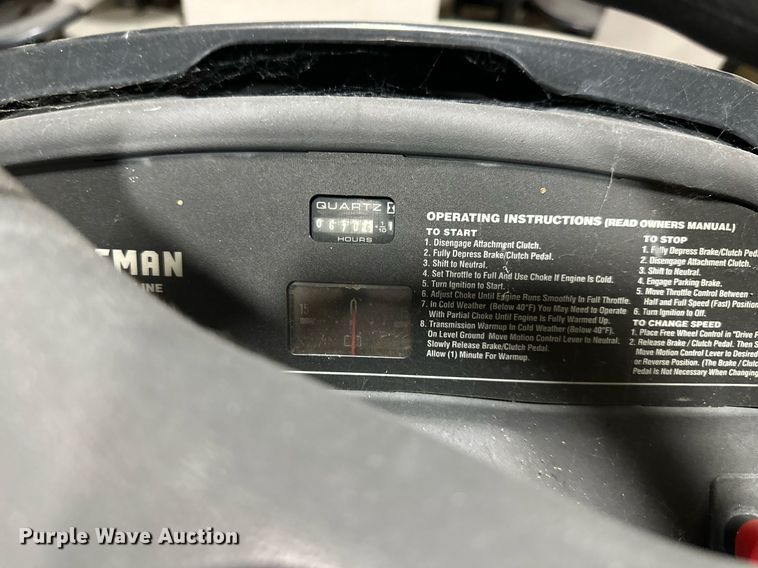 QUARTZ
1/10
HOURS
TSMAN
LINE
15
OPERATING INSTRUCTIONS (READ OWNERS MANUAL)
TO START
1. Disengage Attachment Clutch.
2. Fully Depress Brake/Clutch Pedal.
3. Shift to Neutral.
4. Set Throttle to Full And Use Choke If Engine Is Cold.
5. Turn Ignition to Start.
6. Adjust Choke Until Engine Runs Smoothly In Full Throttle.
7. In Cold Weather (Below 40°F) You May Need to Operate
With Partial Choke Until Engine Is Fully Warmed Up.
8. Transmission Warmup In Cold Weather (Below 40°F).
On Level Ground Move Motion Control Lever to Neutral.
Slowly Release Brake/Clutch Pedal.
Allow (1) Minute For Warmup.
TO STOP
1. Fully Depress Brake/Clutch Peda
2. Disengage Attachment Clutch.
3. Shift to Neutral.
4. Engage Parking Brake.
5. Move Throttle Control Between
Half and Full Speed (Fast) Position
6. Turn Ignition to Off.
TO CHANGE SPEED
1. Place Free Wheel Control in "Drive P
2. Release Brake / Clutch Pedal. Then S
Move Motion Control Lever to Desired
or Reverse Position. (The Brake / Clutc
Pedal Is Not Necessary When Changing
Purple Wave Auction